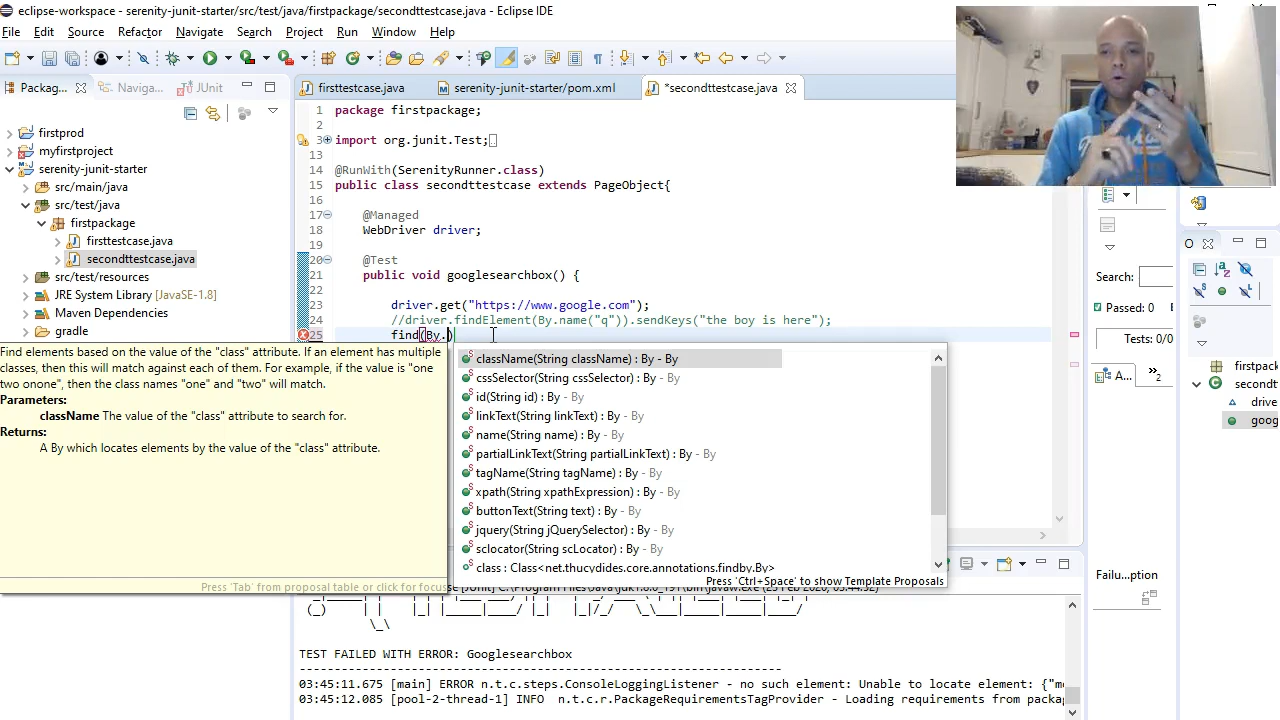 eclipse-workspace - serenity-junit-starter/src/test/java/firstpackage/secondttestcase.java - Eclipse IDE
File Edit Source Refactor Navigate Search Project Run Window Help
Packag...
Naviga...
JUnit
firsttestcase.java
serenity-junit-starter/pom.xml
*secondttestcase.java
firstprod
myfirstproject
serenity-junit-starter
src/main/java
src/test/java
firstpackage
firsttestcase.java
secondttestcase.java
src/test/resources
JRE System Library [JavaSE-1.8]
Maven Dependencies
gradle
1 package firstpackage;
2
3 import org.junit.Test;
13
14 @RunWith(SerenityRunner.class)
15 public class secondttestcase extends PageObject{
16
17 @Managed
18 WebDriver driver;
19
20 @Test
21 public void googlesearchbox() {
22
23 driver.get("https://www.google.com");
24 //driver.findElement(By.name("q")).sendKeys("the boy is here");
25 find(By.)
Find elements based on the value of the "class" attribute. If an element has multiple
classes, then this will match against each of them. For example, if the value is "one
two onone", then the class names "one" and "two" will match.
Parameters:
className The value of the "class" attribute to search for.
Returns:
A By which locates elements by the value of the "class" attribute.
Press 'Tab' from proposal table or click for focus
className(String className) : By - By
cssSelector(String cssSelector) : By - By
id(String id) : By - By
linkText(String linkText) : By - By
name(String name) : By - By
partialLinkText(String partialLinkText) : By - By
tagName(String tagName) : By - By
xpath(String xpathExpression) : By - By
buttonText(String text) : By - By
jquery(String jQuerySelector) : By - By
sclocator(String scLocator) : By - By
class : Class<net.thucydides.core.annotations.findby.By>
Press 'Ctrl+Space' to show Template Proposals
TEST FAILED WITH ERROR: Googlesearchbox
--------------------------------------------------------------------
03:45:11.675 [main] ERROR n.t.c.steps.ConsoleLoggingListener - no such element: Unable to locate element: {"me
03:45:12.085 [pool-2-thread-1] INFO n.t.c.r.PackageRequirementsTagProvider - Loading requirements from packag
Search:
Passed: 0
Tests: 0/0
A...
2
Failu...ption
O
firstpack
secondt
drive
goog